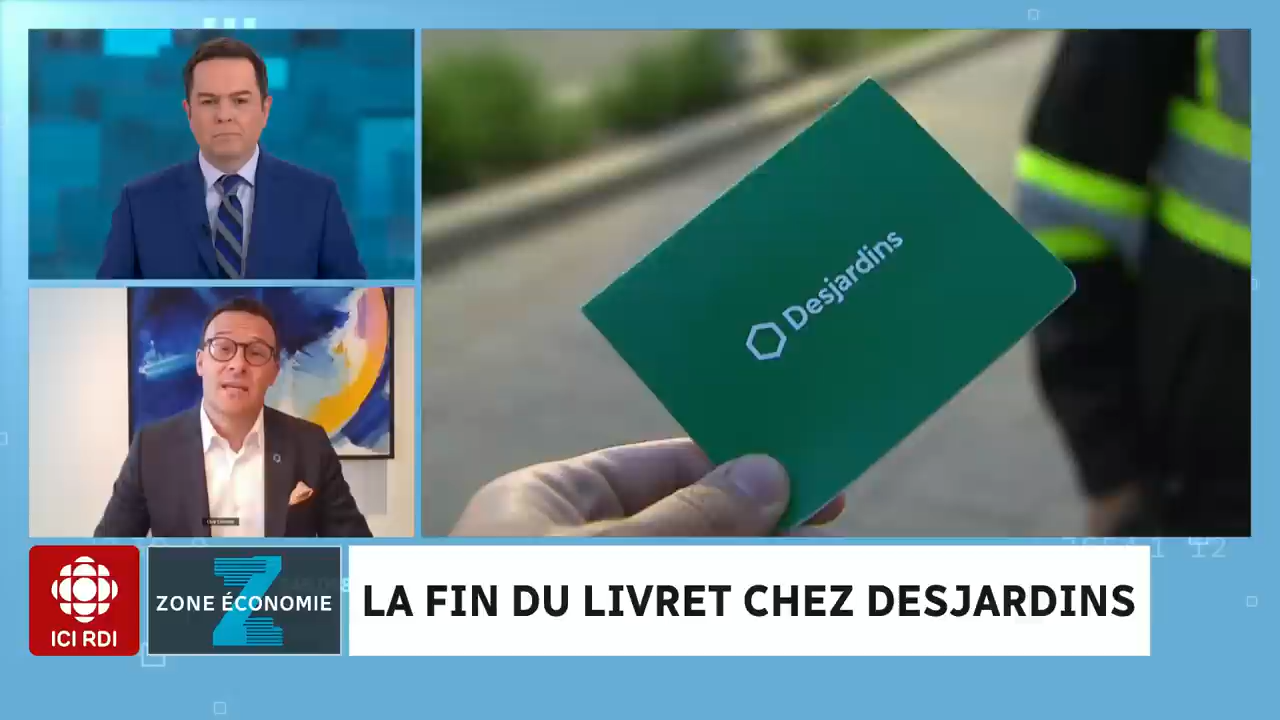 Desjardins
ICI RDI
ZONE ÉCONOMIE
LA FIN DU LIVRET CHEZ DESJARDINS